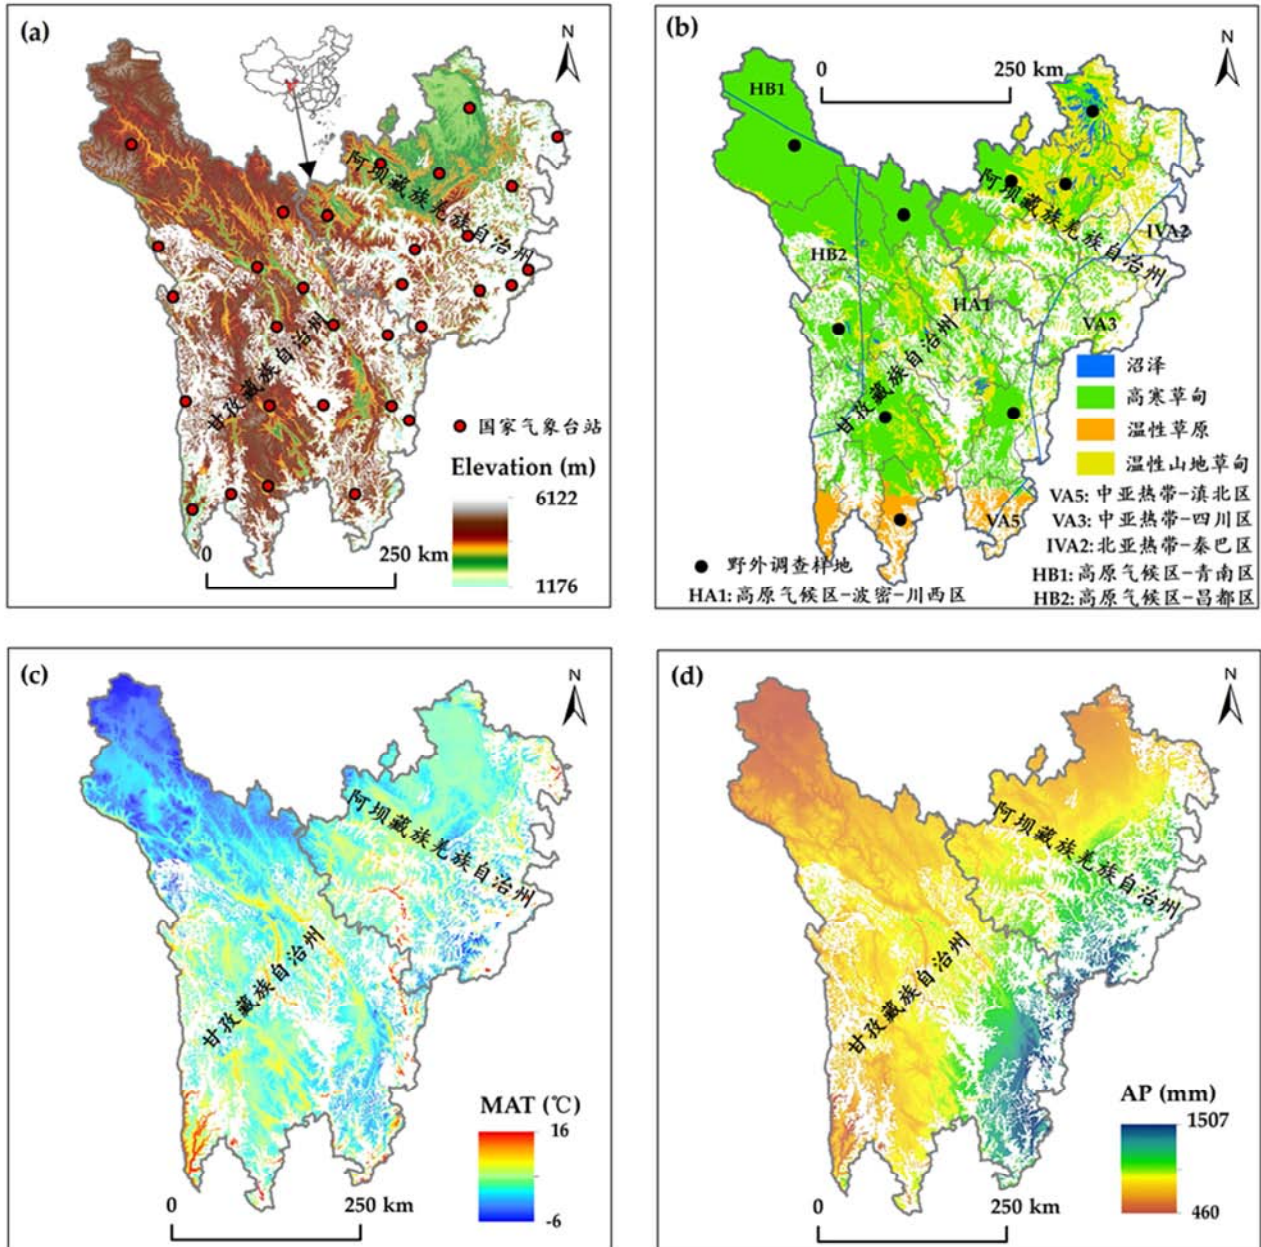 (a)
N
阿坝藏族羌族自治州
甘孜藏族自治州
国家气象台站
Elevation (m)
6122
1176
0
250 km
(b)
0
250 km
N
HB1
阿坝藏族羌族自治州
IVA2
HB2
HA1
VA3
甘孜藏族自治州
VA5
沼泽
高寒草甸
温性草原
温性山地草甸
VA5: 中亚热带-滇北区
VA3: 中亚热带-四川区
IVA2: 北亚热带-秦巴区
HB1: 高原气候区-青南区
HB2: 高原气候区-昌都区
野外调查样地
HA1: 高原气候区-波密-川西区
(c)
N
阿坝藏族羌族自治州
甘孜藏族自治州
MAT (℃)
16
-6
0
250 km
(d)
N
阿坝藏族羌族自治州
甘孜藏族自治州
AP (mm)
1507
460
0
250 km